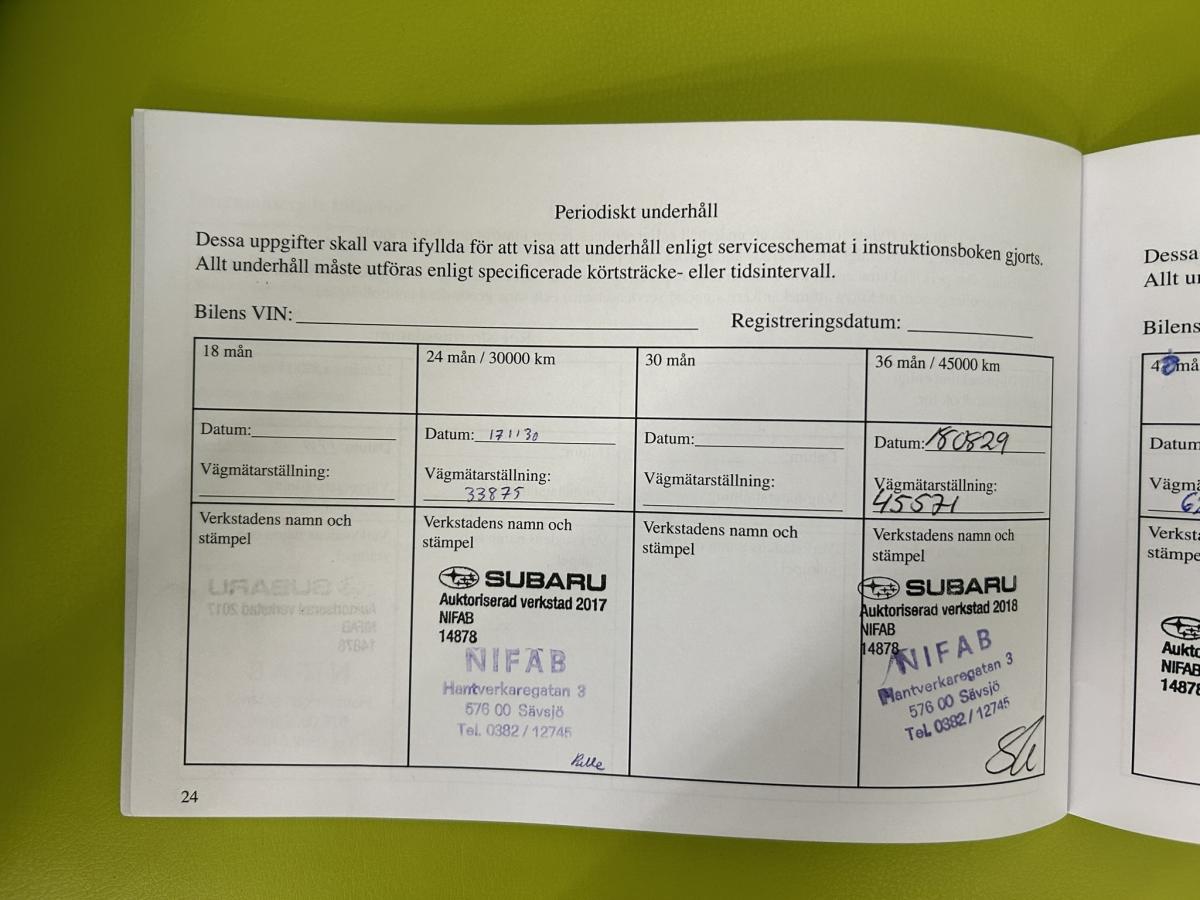 Periodiskt underhåll
Dessa uppgifter skall vara ifyllda för att visa att underhåll enligt serviceschemat i instruktionsboken gjorts.
Allt underhåll måste utföras enligt specificerade körtsträcke- eller tidsintervall.
Bilens VIN:
Registreringsdatum:
18 mån
Datum:
Vägmätarställning:
Verkstadens namn och
stämpel
24 mån / 30000 km
Datum: 171130
Vägmätarställning:
33875
Verkstadens namn och
stämpel
SUBARU
Auktoriserad verkstad 2017
NIFAB
14878
NIFAB
Hantverkaregatan 3
576 00 Sävsjö
Tel. 0382 / 12745
30 mån
Datum:
Vägmätarställning:
Verkstadens namn och
stämpel
36 mån / 45000 km
Datum: 180829
Vägmätarställning:
45571
Verkstadens namn och
stämpel
SUBARU
Auktoriserad verkstad 2018
NIFAB
14878
NIFAB
Hantverkaregatan 3
576 00 Sävsjö
Tel. 0382 / 12745
24
Dessa
Allt
Bilens
Datum
NIFAB
14878